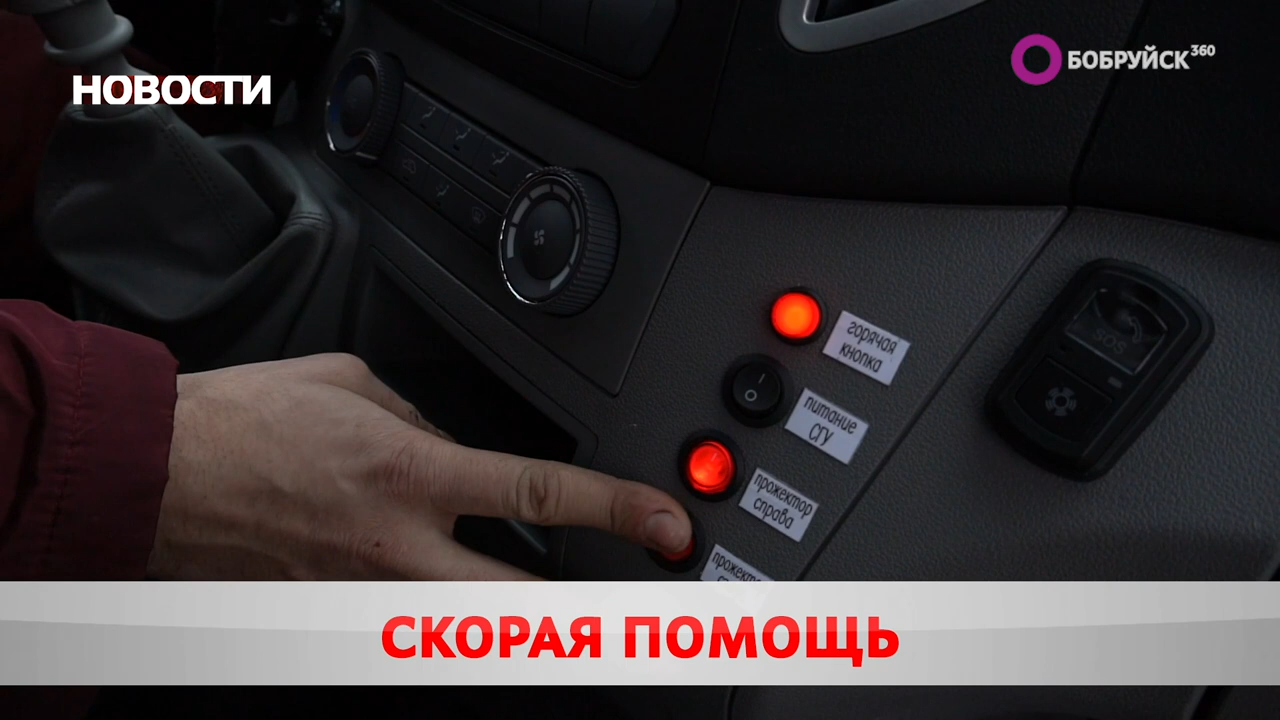 НОВОСТИ
БОБРУЙСК360
SOS
горячая
кнопка
питание
СГУ
прожектор
справа
СКОРАЯ ПОМОЩЬ